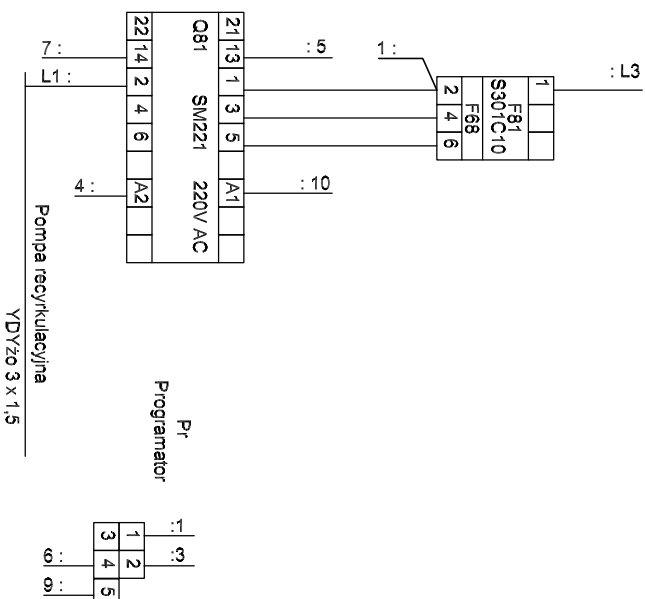 22
14
2
4
6
A2
Q81
SM221
220V AC
21
13
1
3
5
A1
7 :
L1 :
4 :
: 5
: 10
1 :
: L3
2
4
6
F68
F81
S301C10
1
Pompa recyrkulacyjna
YDYżo 3 x 1,5
Pr
Programator
3
4
5
1
2
:1
:3
6 :
9 :